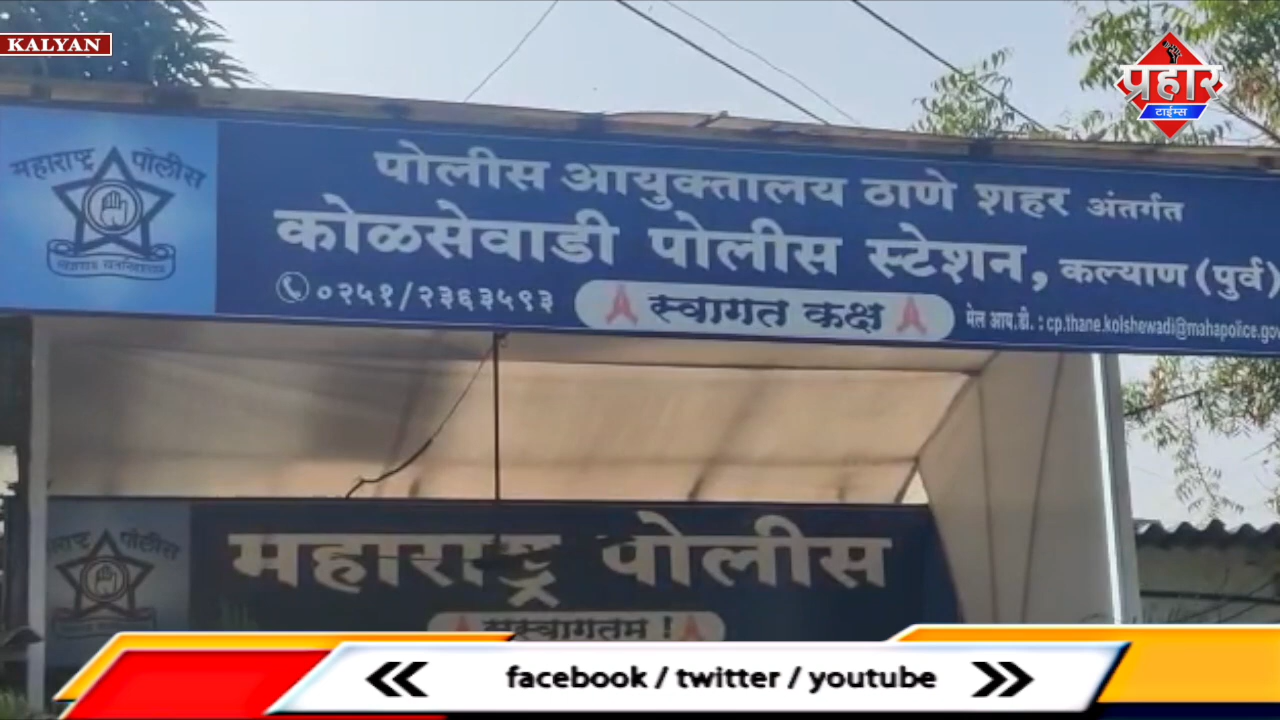 KALYAN
प्रहार
टाईम्स
महाराष्ट्र पोलीस
पोलीस आयुक्तालय ठाणे शहर अंतर्गत
कोळसेवाडी पोलीस स्टेशन, कल्याण (पुर्व)
०२५१/२३६३५९३
स्वागत कक्ष
मेल आय.डी. : cp.thane.kolshewadi@mahapolice.gov
महाराष्ट्र पोलीस
महाराष्ट्र पोलीस
सुस्वागतम !
facebook / twitter / youtube